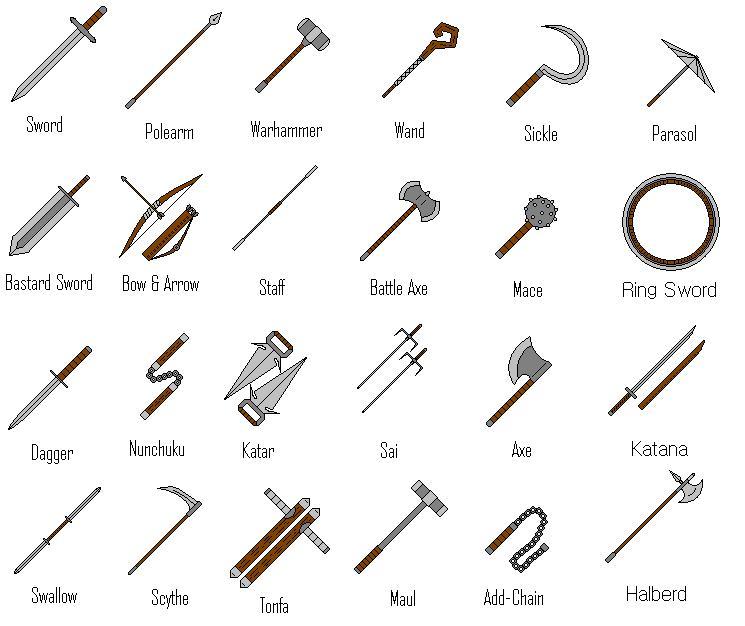 Sword
Polearm
Warhammer
Wand
Sickle
Parasol
Bastard Sword
Bow & Arrow
Staff
Battle Axe
Mace
Ring Sword
Dagger
Nunchuku
Katar
Sai
Axe
Katana
Swallow
Scythe
Tonfa
Maul
Add-Chain
Halberd